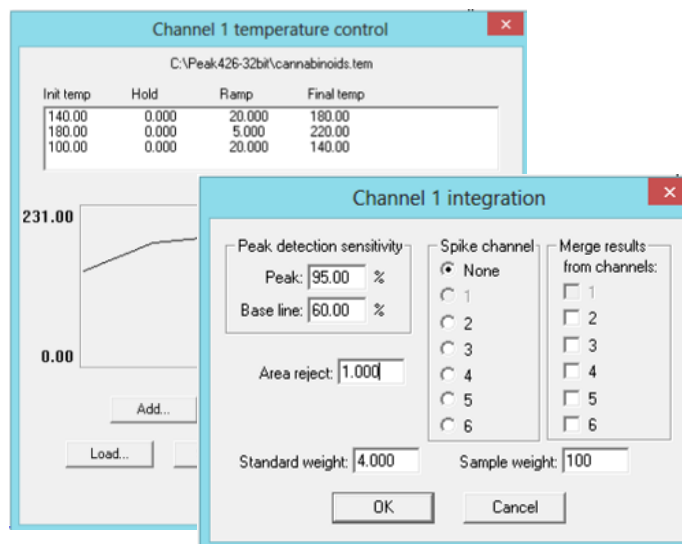 Channel 1 temperature control
C:\Peak426-32bit\cannabinoids.tem
Init temp Hold Ramp Final temp
140.00 0.000 20.000 180.00
180.00 0.000 5.000 220.00
100.00 0.000 20.000 140.00
231.00
0.00
Add...
Load...
Channel 1 integration
Peak detection sensitivity
Peak: 95.00 %
Base line: 60.00 %
Area reject: 1.000
Spike channel
None
1
2
3
4
5
6
Merge results
from channels:
1
2
3
4
5
6
Standard weight: 4.000
Sample weight: 100
OK
Cancel